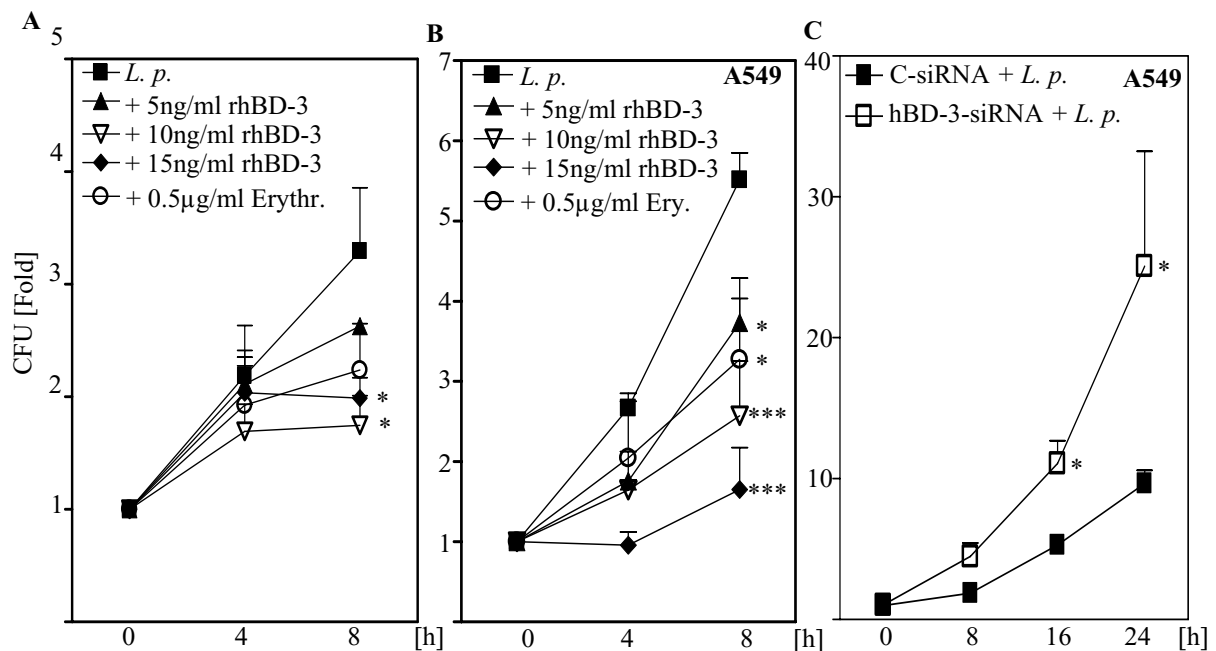 A
5
L. p.
+ 5ng/ml rhBD-3
+ 10ng/ml rhBD-3
+ 15ng/ml rhBD-3
+ 0.5µg/ml Erythr.
4
3
2
1
CFU [Fold]
*
*
0 4 8 [h]
B
7
L. p. A549
+ 5ng/ml rhBD-3
+ 10ng/ml rhBD-3
+ 15ng/ml rhBD-3
+ 0.5µg/ml Ery.
6
5
4
3
2
1
*
*
***
***
0 4 8 [h]
C
40
C-siRNA + L. p. A549
hBD-3-siRNA + L. p.
30
20
10
*
*
0 8 16 24 [h]